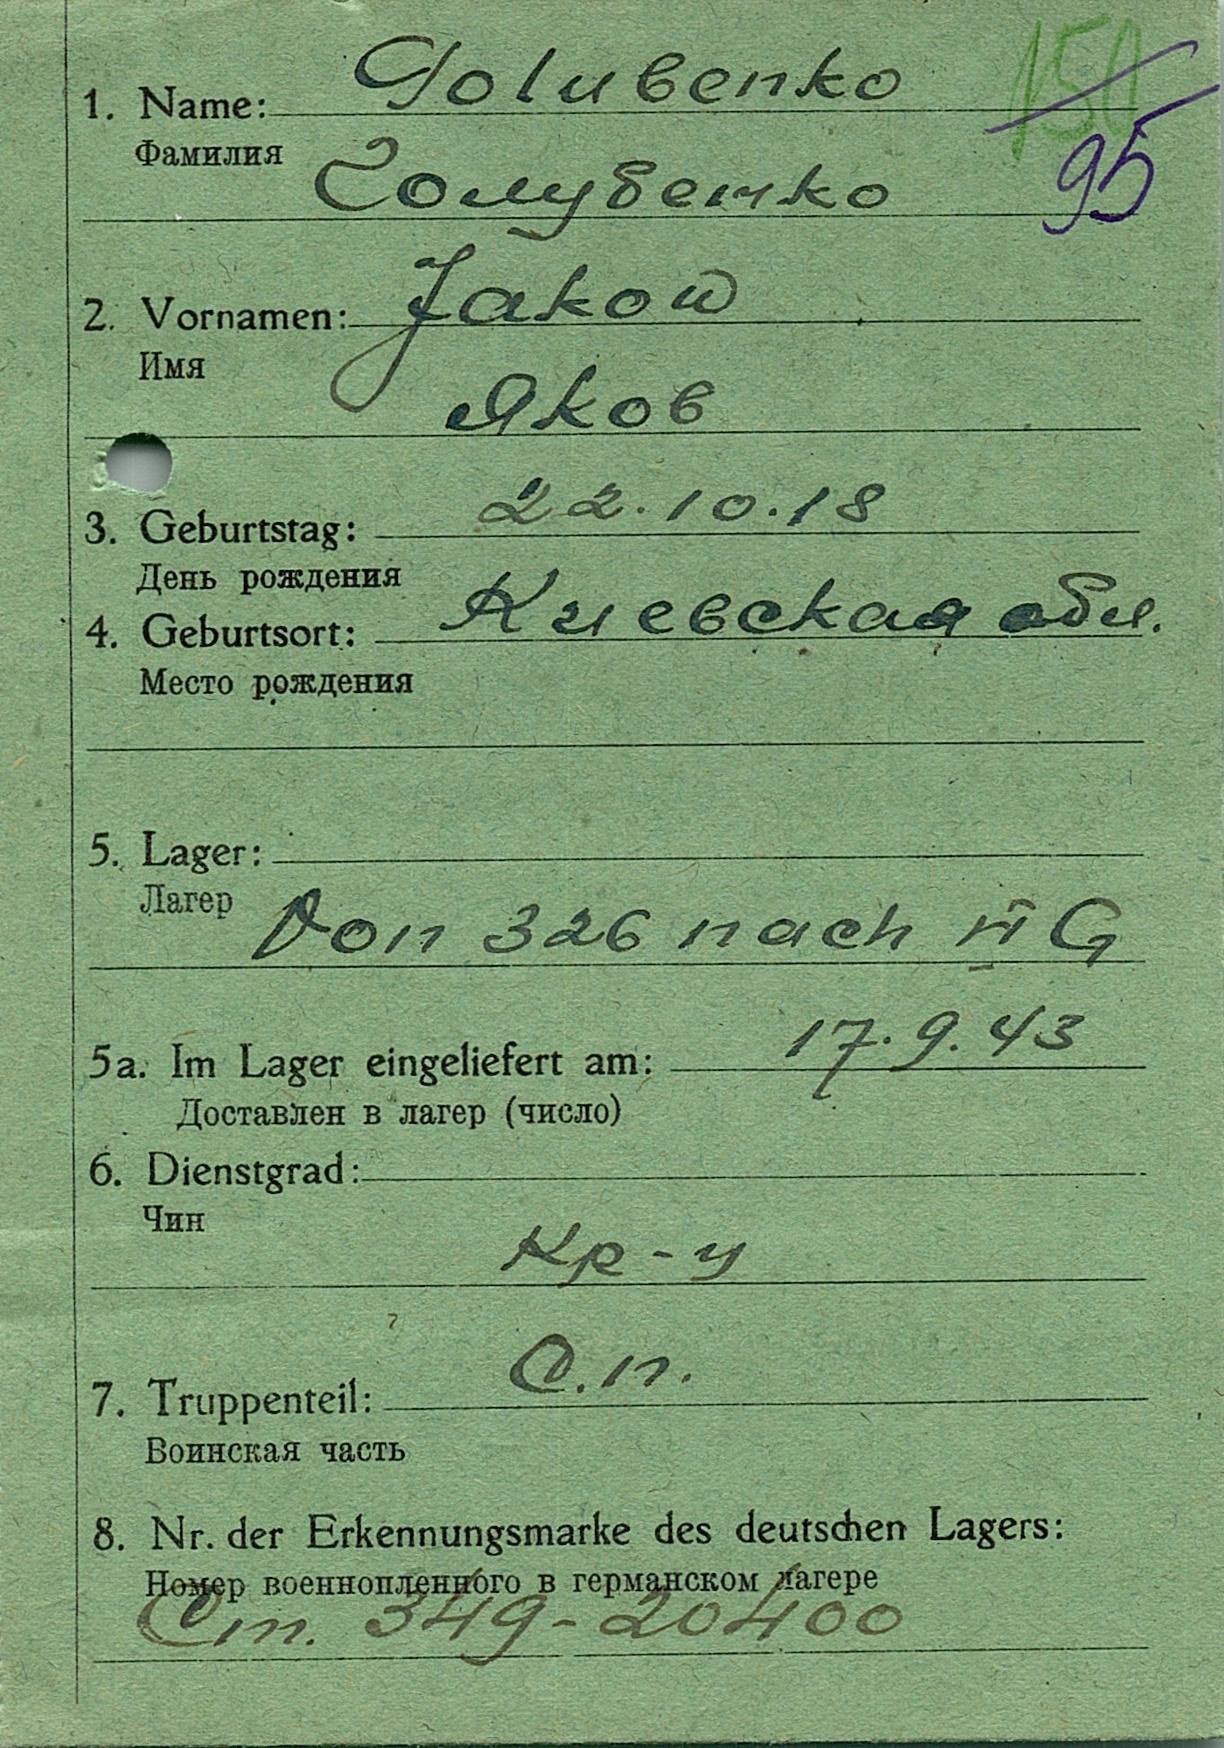 Golubenko
1. Name:
Фамилия
95
Голубенко
2. Vornamen: Jakow
Имя
Яков
3. Geburtstag: 22.10.18
День рождения
4. Geburtsort: Киевская обл.
Место рождения
5. Lager:
Лагер
Von 326 nach G
5a. Im Lager eingeliefert am: 17.9.43
Доставлен в лагер (число)
6. Dienstgrad:
Чин
Кр-ц
7. Truppenteil: С.п.
Воинская часть
8. Nr. der Erkennungsmarke des deutschen Lagers:
Номер военнопленного в германском лагере
Ст. 349-20400